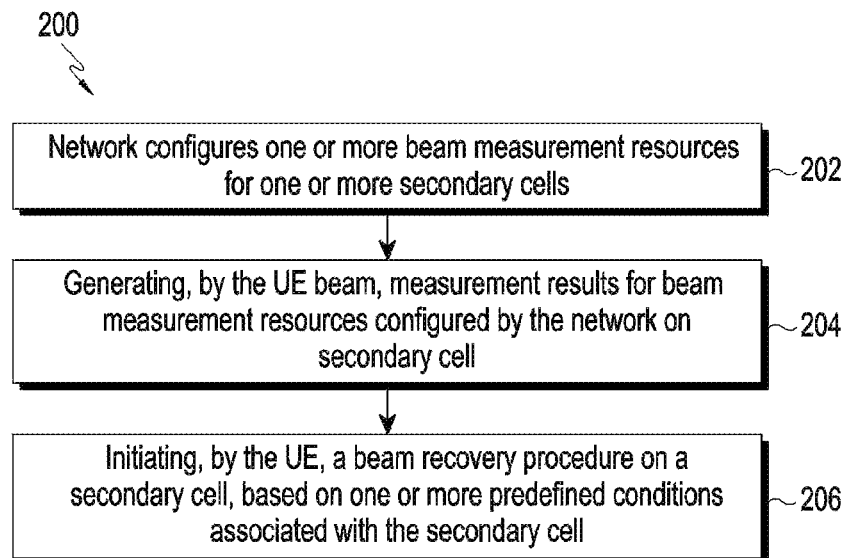 200
Network configures one or more beam measurement resources
for one or more secondary cells
202
Generating, by the UE beam, measurement results for beam
measurement resources configured by the network on
secondary cell
204
Initiating, by the UE, a beam recovery procedure on a
secondary cell, based on one or more predefined conditions
associated with the secondary cell
206